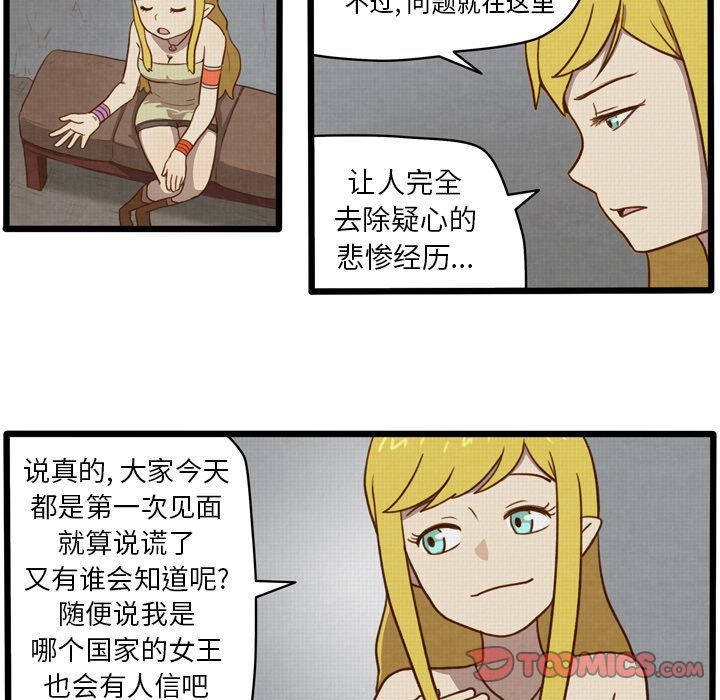 不过, 问题就在这里
让人完全
去除疑心的
悲惨经历...
说真的, 大家今天
都是第一次见面
就算说谎了
又有谁会知道呢?
随便说我是
哪个国家的女王
也会有人信吧
TOOMICS.COM